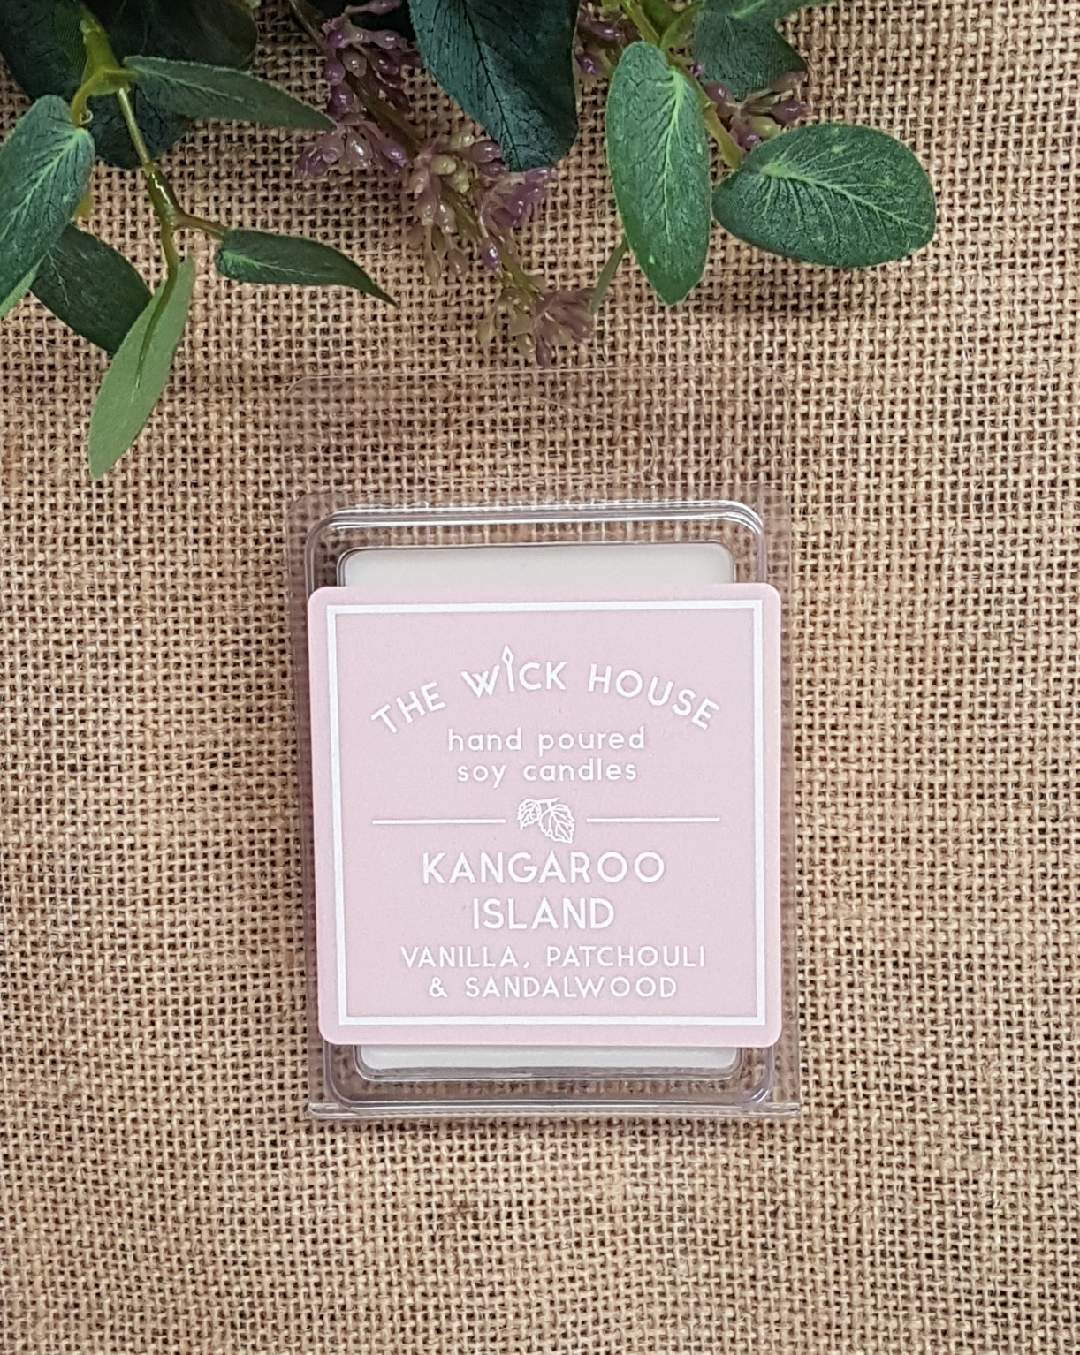 THE WICK HOUSE
hand poured
soy candles
KANGAROO
ISLAND
VANILLA, PATCHOULI
& SANDALWOOD